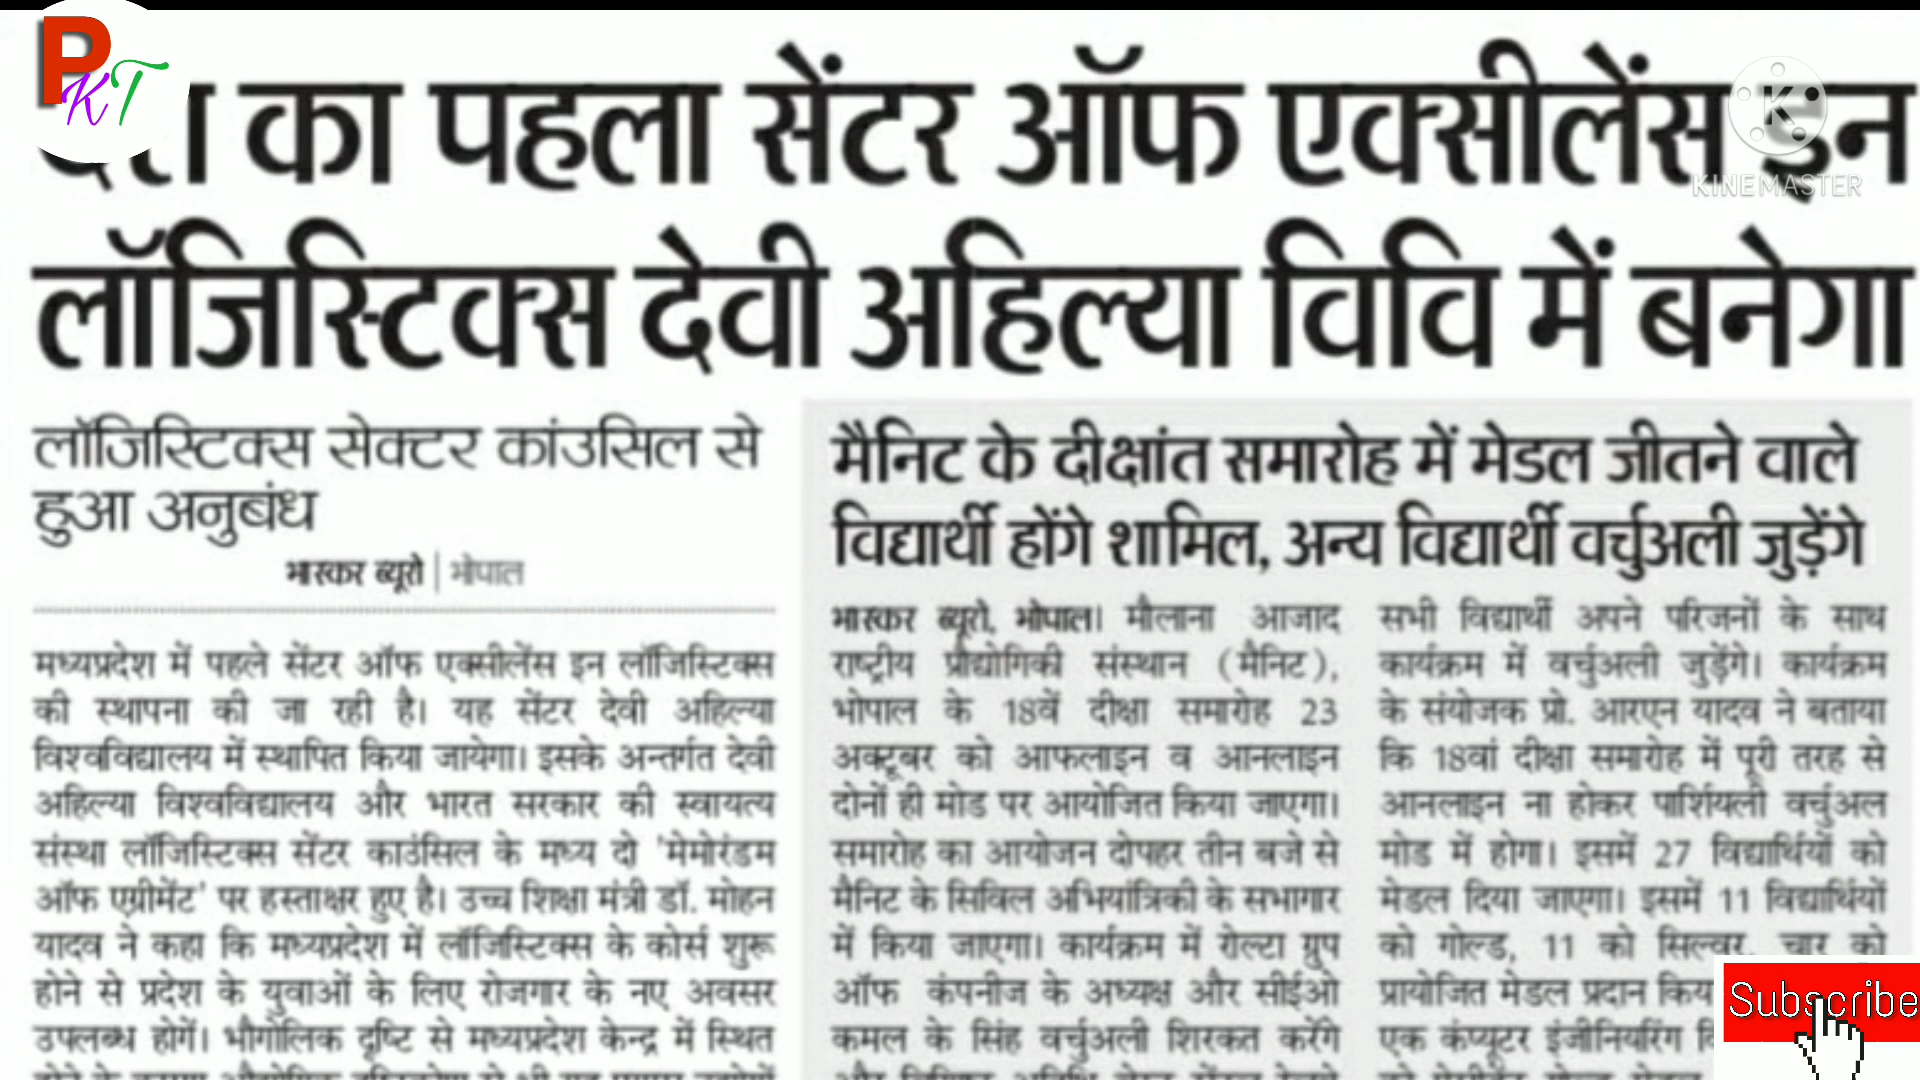 PKT
का पहला सेंटर ऑफ एक्सीलेंस इन
KINEMASTER
लॉजिस्टिक्स देवी अहिल्या विवि में बनेगा
लॉजिस्टिक्स सेक्टर कांउसिल से
हुआ अनुबंध
भास्कर ब्यूरो | भोपाल
मध्यप्रदेश में पहले सेंटर ऑफ एक्सीलेंस इन लॉजिस्टिक्स
की स्थापना की जा रही है। यह सेंटर देवी अहिल्या
विश्वविद्यालय में स्थापित किया जायेगा। इसके अन्तर्गत देवी
अहिल्या विश्वविद्यालय और भारत सरकार की स्वायत्य
संस्था लॉजिस्टिक्स सेंटर काउंसिल के मध्य दो 'मेमोरंडम
ऑफ एग्रीमेंट' पर हस्ताक्षर हुए है। उच्च शिक्षा मंत्री डॉ. मोहन
यादव ने कहा कि मध्यप्रदेश में लॉजिस्टिक्स के कोर्स शुरू
होने से प्रदेश के युवाओं के लिए रोजगार के नए अवसर
उपलब्ध होगें। भौगोलिक दृष्टि से मध्यप्रदेश केन्द्र में स्थित
मैनिट के दीक्षांत समारोह में मेडल जीतने वाले
विद्यार्थी होंगे शामिल, अन्य विद्यार्थी वर्चुअली जुड़ेंगे
भास्कर ब्यूरो, भोपाल। मौलाना आजाद
राष्ट्रीय प्रौद्योगिकी संस्थान (मैनिट),
भोपाल के 18वें दीक्षा समारोह 23
अक्टूबर को आफलाइन व आनलाइन
दोनों ही मोड पर आयोजित किया जाएगा।
समारोह का आयोजन दोपहर तीन बजे से
मैनिट के सिविल अभियांत्रिकी के सभागार
में किया जाएगा। कार्यक्रम में रोल्टा ग्रुप
ऑफ कंपनीज के अध्यक्ष और सीईओ
कमल के सिंह वर्चुअली शिरकत करेंगे
सभी विद्यार्थी अपने परिजनों के साथ
कार्यक्रम में वर्चुअली जुड़ेंगे। कार्यक्रम
के संयोजक प्रो. आरएन यादव ने बताया
कि 18वां दीक्षा समारोह में पूरी तरह से
आनलाइन ना होकर पार्शियली वर्चुअल
मोड में होगा। इसमें 27 विद्यार्थियों को
मेडल दिया जाएगा। इसमें 11 विद्यार्थियों
को गोल्ड, 11 को सिल्वर, चार को
प्रायोजित मेडल प्रदान
एक कंप्यूटर इंजीनियरिंग
Subscribe